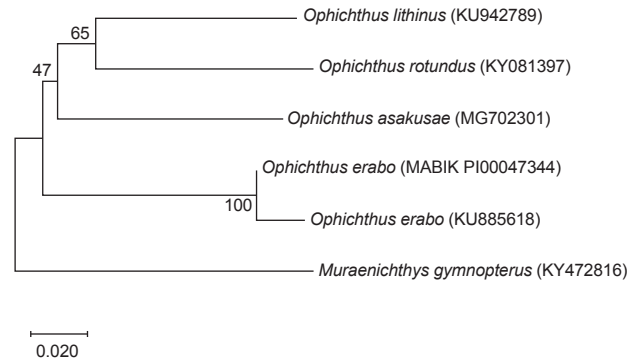 Ophichthus lithinus (KU942789)
65
Ophichthus rotundus (KY081397)
47
Ophichthus asakusae (MG702301)
Ophichthus erabo (MABIK PI00047344)
100
Ophichthus erabo (KU885618)
Muraenichthys gymnopterus (KY472816)
0.020